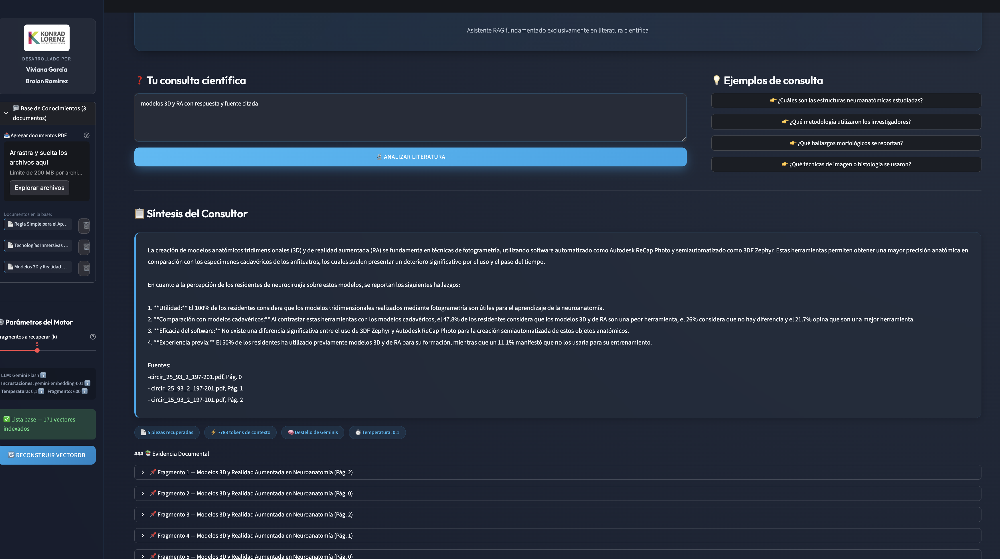 KONRAD
LORENZ
FUNDACIÓN UNIVERSITARIA
DESARROLLADO POR
Viviana García
Braian Ramírez
📂 Base de Conocimientos (3
documentos)
📤 Agregar documentos PDF
Arrastra y suelta los
archivos aquí
Límite de 200 MB por archi...
Explorar archivos
Documentos en la base:
📄 Regla Simple para el Ap...
📄 Tecnologías Inmersivas ...
📄 Modelos 3D y Realidad ...
⚙️ Parámetros del Motor
ragmentos a recuperar (k)
5
LLM: Gemini Flash ℹ️
Incrustaciones: gemini-embedding-001 ℹ️
Temperatura: 0,1 ℹ️ | Fragmento: 600 ℹ️
✅ Lista base — 171 vectores
indexados
🔄 RECONSTRUIR VECTORDB
Asistente RAG fundamentado exclusivamente en literatura científica
❓ Tu consulta científica
modelos 3D y RA con respuesta y fuente citada
🔬 ANALIZAR LITERATURA
💡 Ejemplos de consulta
👉 ¿Cuáles son las estructuras neuroanatómicas estudiadas?
👉 ¿Qué metodología utilizaron los investigadores?
👉 ¿Qué hallazgos morfológicos se reportan?
👉 ¿Qué técnicas de imagen o histología se usaron?
📋 Síntesis del Consultor
La creación de modelos anatómicos tridimensionales (3D) y de realidad aumentada (RA) se fundamenta en técnicas de fotogrametría, utilizando software automatizado como Autodesk ReCap Photo y semiautomatizado como 3DF Zephyr. Estas herramientas permiten obtener una mayor precisión anatómica en
comparación con los especímenes cadavéricos de los anfiteatros, los cuales suelen presentar un deterioro significativo por el uso y el paso del tiempo.
En cuanto a la percepción de los residentes de neurocirugía sobre estos modelos, se reportan los siguientes hallazgos:
1. **Utilidad:** El 100% de los residentes considera que los modelos tridimensionales realizados mediante fotogrametría son útiles para el aprendizaje de la neuroanatomía.
2. **Comparación con modelos cadavéricos:** Al contrastar estas herramientas con los modelos cadavéricos, el 47.8% de los residentes considera que los modelos 3D y de RA son una peor herramienta, el 26% considera que no hay diferencia y el 21.7% opina que son una mejor herramienta.
3. **Eficacia del software:** No existe una diferencia significativa entre el uso de 3DF Zephyr y Autodesk ReCap Photo para la creación semiautomatizada de estos objetos anatómicos.
4. **Experiencia previa:** El 50% de los residentes ha utilizado previamente modelos 3D y de RA para su formación, mientras que un 11.1% manifestó que no los usaría para su entrenamiento.
Fuentes:
-circir_25_93_2_197-201.pdf, Pág. 0
- circir_25_93_2_197-201.pdf, Pág. 1
- circir_25_93_2_197-201.pdf, Pág. 2
📄 5 piezas recuperadas
⚡ ~783 tokens de contexto
🧠 Destello de Géminis
⏱️ Temperatura: 0.1
### 📚 Evidencia Documental
📌 Fragmento 1 — Modelos 3D y Realidad Aumentada en Neuroanatomía (Pág. 2)
📌 Fragmento 2 — Modelos 3D y Realidad Aumentada en Neuroanatomía (Pág. 0)
📌 Fragmento 3 — Modelos 3D y Realidad Aumentada en Neuroanatomía (Pág. 2)
📌 Fragmento 4 — Modelos 3D y Realidad Aumentada en Neuroanatomía (Pág. 1)
📌 Fragmento 5 — Modelos 3D y Realidad Aumentada en Neuroanatomía (Pág. 0)